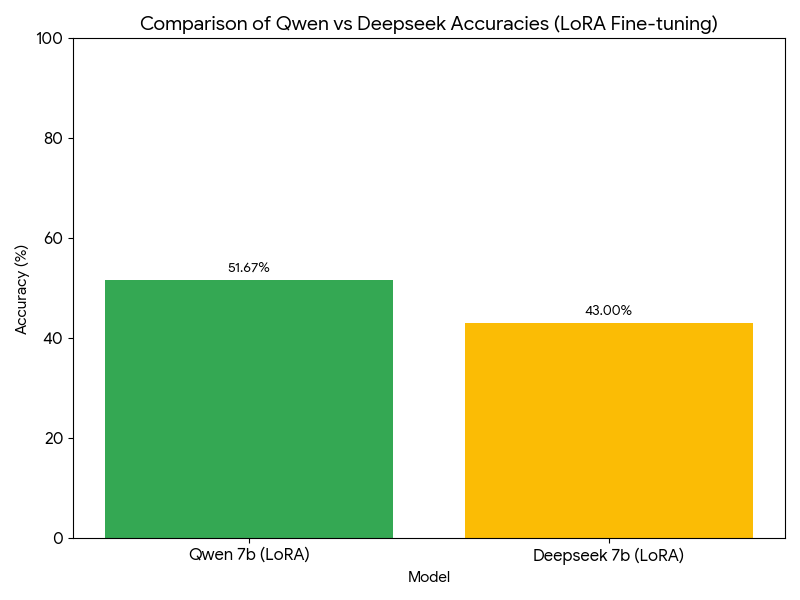 Comparison of Qwen vs Deepseek Accuracies (LoRA Fine-tuning)
100
80
60
40
20
0
Accuracy (%)
51.67%
43.00%
Qwen 7b (LoRA)
Deepseek 7b (LoRA)
Model